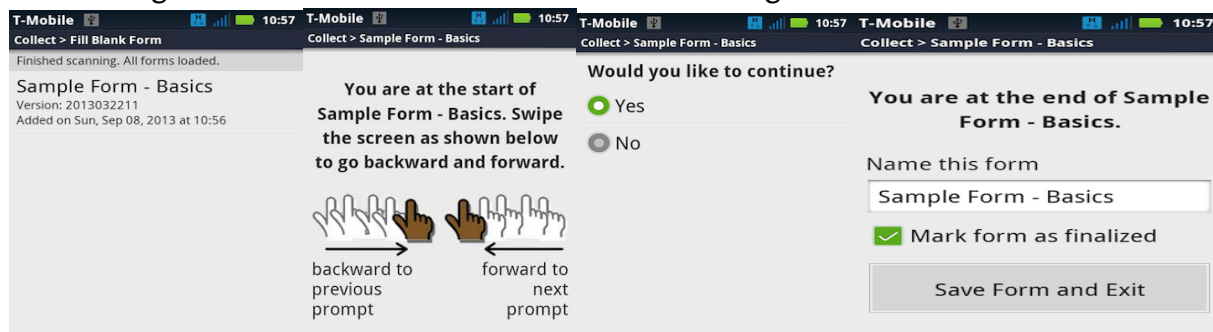 T-Mobile 10:57
Collect > Fill Blank Form
Finished scanning. All forms loaded.
Sample Form - Basics
Version: 2013032211
Added on Sun, Sep 08, 2013 at 10:56
T-Mobile 10:57
Collect > Sample Form - Basics
You are at the start of
Sample Form - Basics. Swipe
the screen as shown below
to go backward and forward.
backward to
previous
prompt
forward to
next
prompt
T-Mobile 10:57
Collect > Sample Form - Basics
Would you like to continue?
Yes
No
T-Mobile 10:57
Collect > Sample Form - Basics
You are at the end of Sample
Form - Basics.
Name this form
Sample Form - Basics
Mark form as finalized
Save Form and Exit